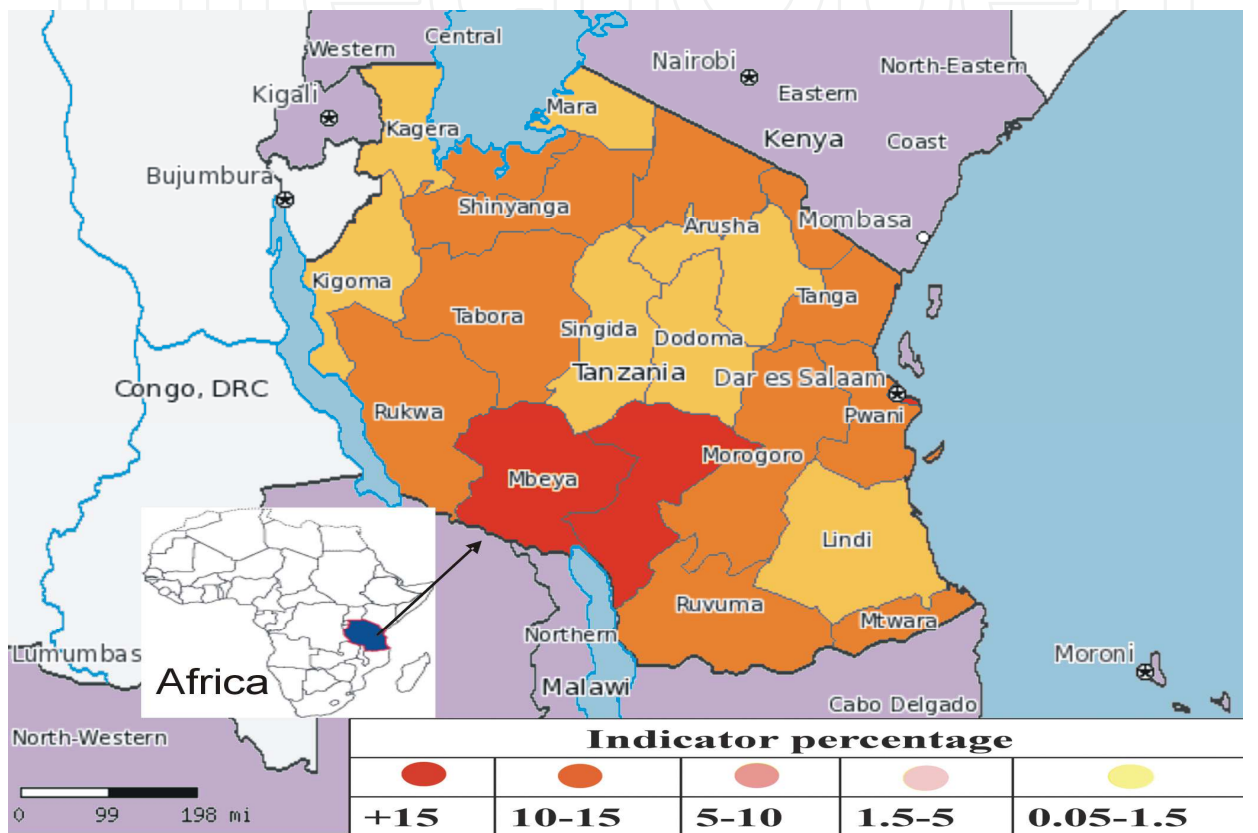 Western
Central
Nairobi
North-Eastern
Kigali
Eastern
Kagera
Mara
Kenya
Coast
Bujumbura
Shinyanga
Arusha
Mombasa
Kigoma
Tanga
Tabora
Singida
Dodoma
Tanzania
Dar es Salaam
Congo, DRC
Rukwa
Pwani
Morogoro
Mbeya
Lindi
Ruvuma
Mtwara
Northern
Lumumbas
Africa
Moroni
Malawi
Cabo Delgado
North-Western
0 99 198 mi
Indicator percentage
+15 10-15 5-10 1.5-5 0.05-1.5